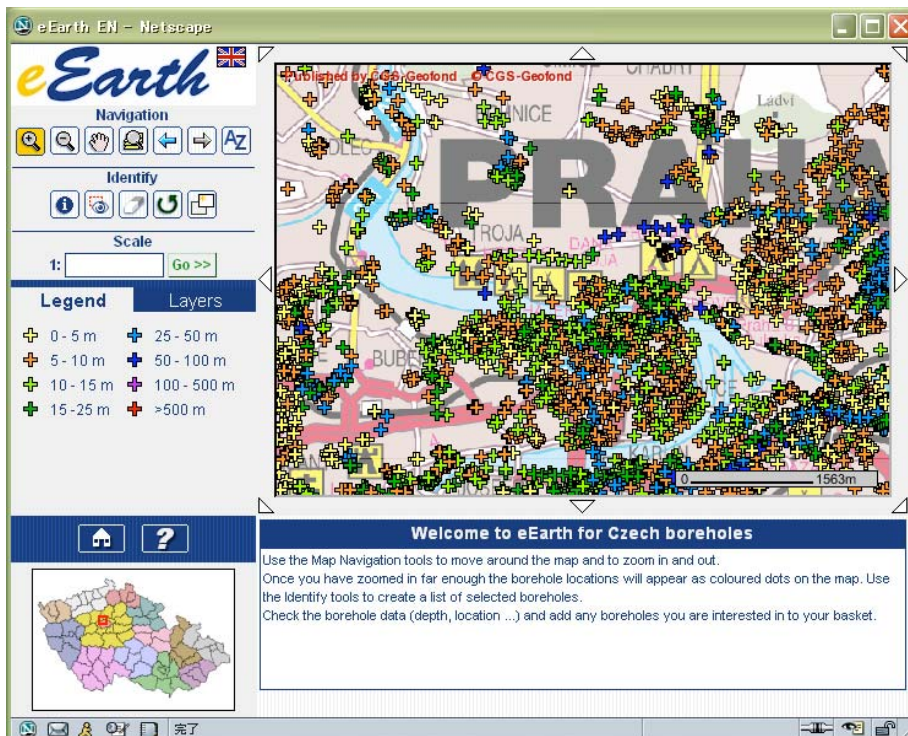 eEarth EN - Netscape
eEarth
Navigation
AZ
Identify
Scale
1:
Go >>
Legend
Layers
0 - 5 m
25 - 50 m
5 - 10 m
50 - 100 m
10 - 15 m
100 - 500 m
15 - 25 m
>500 m
Published by CGS-Geofond © CGS-Geofond
Ládví
PRAHA
ROJA
BUBE
0
1563m
?
Welcome to eEarth for Czech boreholes
Use the Map Navigation tools to move around the map and to zoom in and out.
Once you have zoomed in far enough the borehole locations will appear as coloured dots on the map. Use
the Identify tools to create a list of selected boreholes.
Check the borehole data (depth, location ...) and add any boreholes you are interested in to your basket.
完了